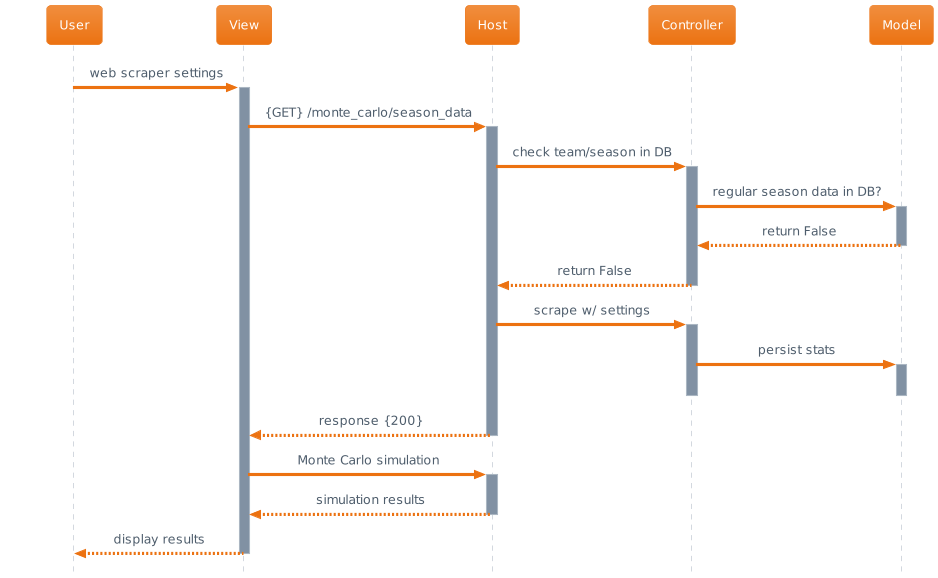 User
View
Host
Controller
Model
web scraper settings
{GET} /monte_carlo/season_data
check team/season in DB
regular season data in DB?
return False
return False
scrape w/ settings
persist stats
response {200}
Monte Carlo simulation
simulation results
display results